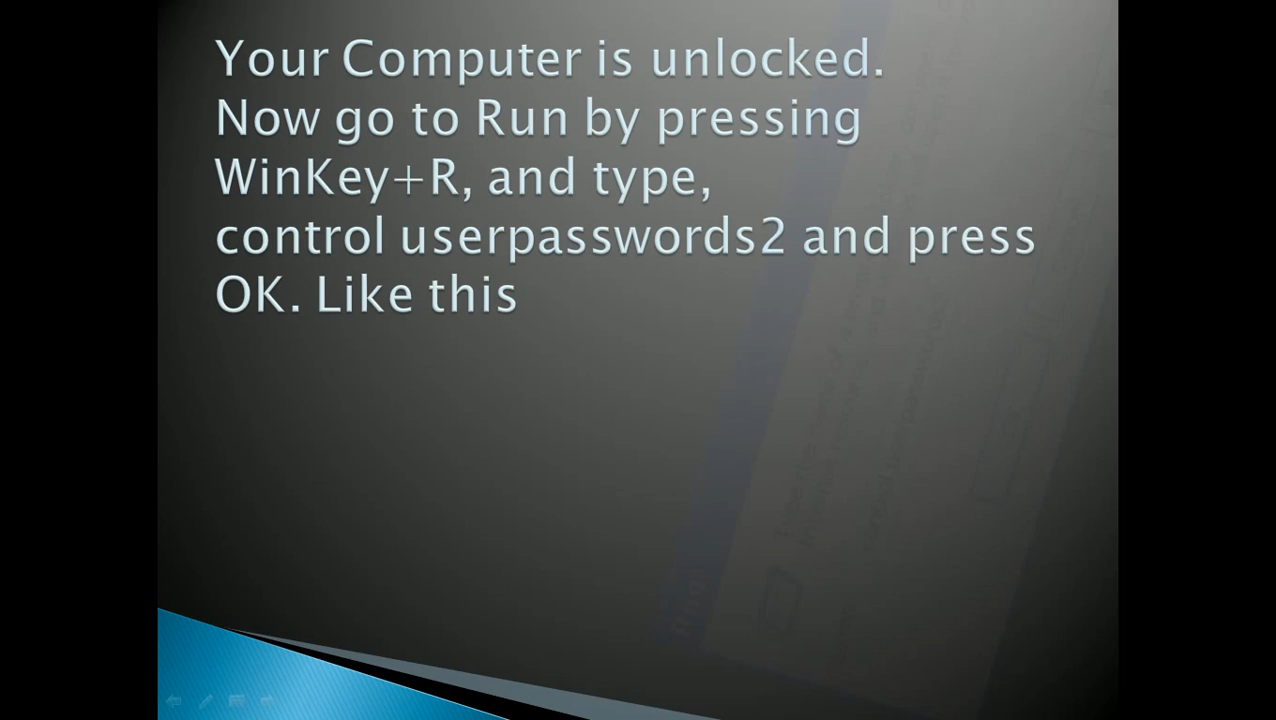 Your Computer is unlocked.
Now go to Run by pressing
WinKey+R, and type,
control userpasswords2 and press
OK. Like this